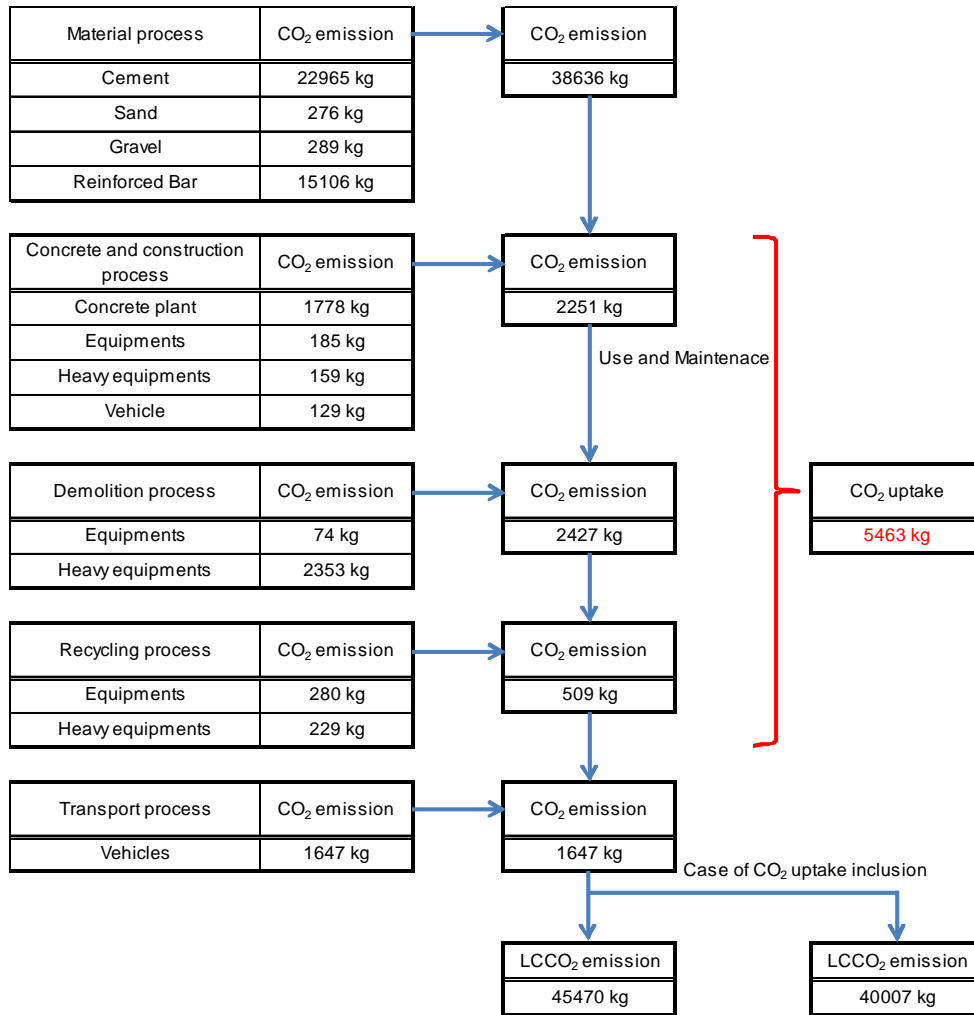 Material process CO₂ emission CO₂ emission
Cement 22965 kg 38636 kg
Sand 276 kg
Gravel 289 kg
Reinforced Bar 15106 kg
Concrete and construction
process CO₂ emission CO₂ emission
Concrete plant 1778 kg 2251 kg
Equipments 185 kg
Use and Maintenace
Heavy equipments 159 kg
Vehicle 129 kg
Demolition process CO₂ emission CO₂ emission CO₂ uptake
Equipments 74 kg 2427 kg 5463 kg
Heavy equipments 2353 kg
Recycling process CO₂ emission CO₂ emission
Equipments 280 kg 509 kg
Heavy equipments 229 kg
Transport process CO₂ emission CO₂ emission
Vehicles 1647 kg 1647 kg
Case of CO₂ uptake inclusion
LCCO₂ emission LCCO₂ emission
45470 kg 40007 kg